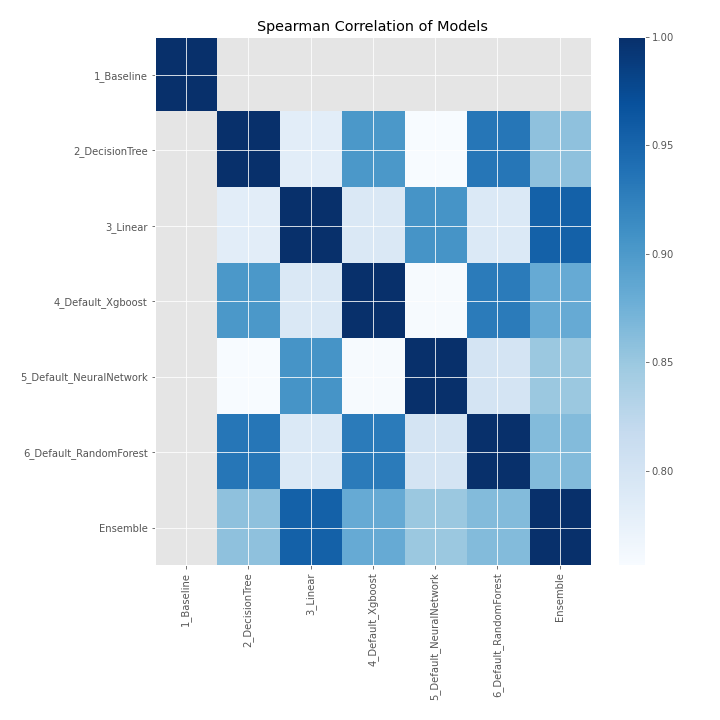 Spearman Correlation of Models
1_Baseline
2_DecisionTree
3_Linear
4_Default_Xgboost
5_Default_NeuralNetwork
6_Default_RandomForest
Ensemble
1.00
0.95
0.90
0.85
0.80
1_Baseline
2_DecisionTree
3_Linear
4_Default_Xgboost
5_Default_NeuralNetwork
6_Default_RandomForest
Ensemble